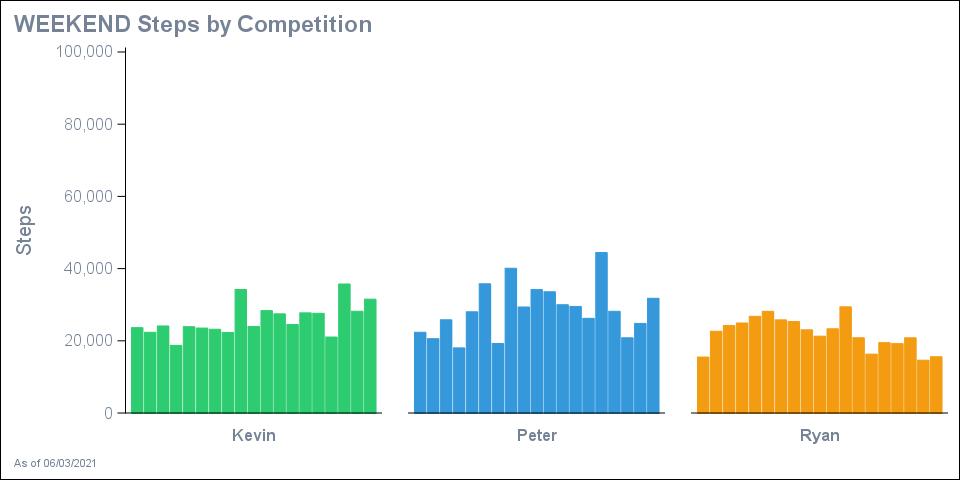 WEEKEND Steps by Competition
100,000
80,000
60,000
40,000
20,000
0
Steps
Kevin
Peter
Ryan
As of 06/03/2021